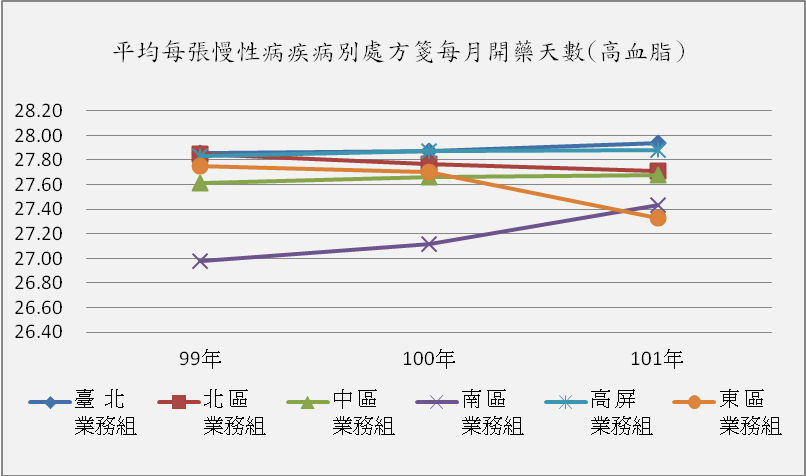 平均每張慢性病疾病別處方箋每月開藥天數(高血脂)
28.20
28.00
27.80
27.60
27.40
27.20
27.00
26.80
26.60
26.40
99年 100年 101年
臺北 北區 中區 南區 高屏 東區
業務組 業務組 業務組 業務組 業務組 業務組